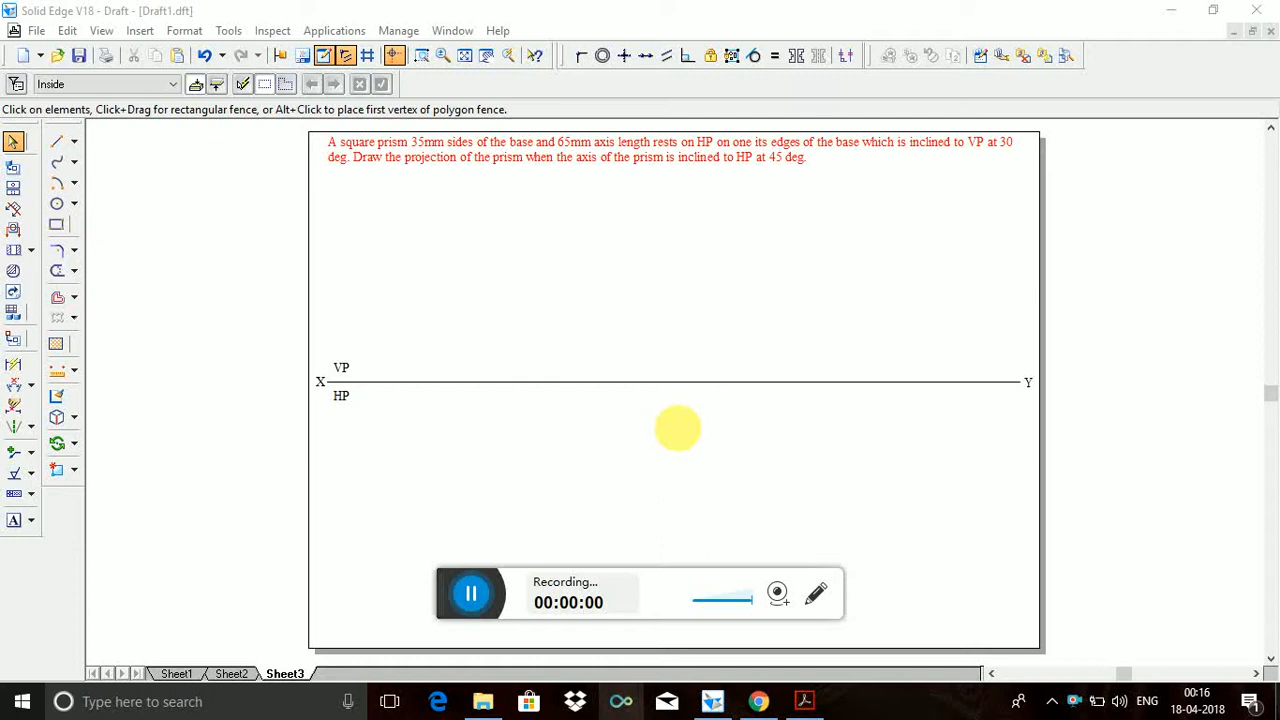 Solid Edge V18 - Draft - [Draft1.dft]
File Edit View Insert Format Tools Inspect Applications Manage Window Help
Inside
Click on elements, Click+Drag for rectangular fence, or Alt+Click to place first vertex of polygon fence.
A square prism 35mm sides of the base and 65mm axis length rests on HP on one its edges of the base which is inclined to VP at 30
deg. Draw the projection of the prism when the axis of the prism is inclined to HP at 45 deg.
VP
X Y
HP
Recording...
00:00:00
Sheet1 Sheet2 Sheet3
Type here to search
ENG
00:16
18-04-2018
1